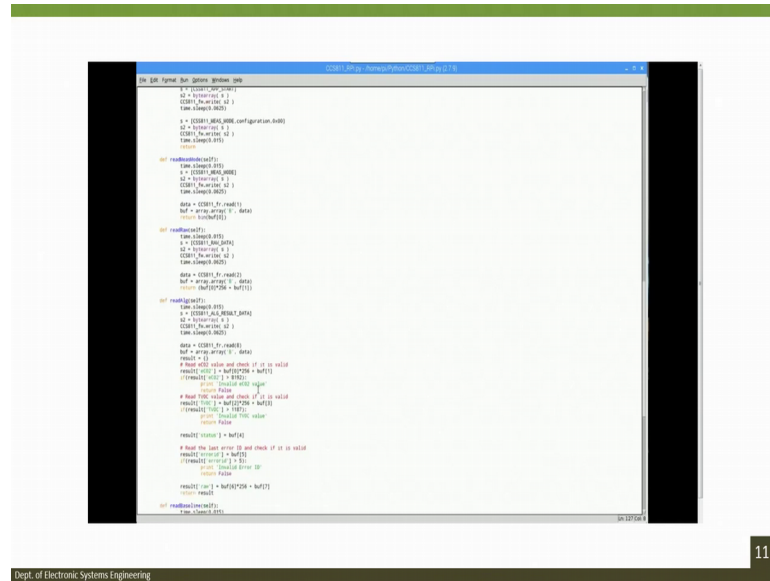 CCS811_RPi.py - /home/pi/Python/CCS811_RPi.py (2.7.9)
File Edit Format Run Options Windows Help
s = [CSS811_APP_START]
s2 = bytearray( s )
CCS811_fw.write( s2 )
time.sleep(0.0625)
s = [CSS811_MEAS_MODE,configuration,0x00]
s2 = bytearray( s )
CCS811_fw.write( s2 )
time.sleep(0.015)
return
def readMeasMode(self):
time.sleep(0.015)
s = [CSS811_MEAS_MODE]
s2 = bytearray( s )
CCS811_fw.write( s2 )
time.sleep(0.0625)
data = CCS811_fr.read(1)
buf = array.array('B', data)
return bin(buf[0])
def readRaw(self):
time.sleep(0.015)
s = [CSS811_RAW_DATA]
s2 = bytearray( s )
CCS811_fw.write( s2 )
time.sleep(0.0625)
data = CCS811_fr.read(2)
buf = array.array('B', data)
return (buf[0]*256 + buf[1])
def readAlg(self):
time.sleep(0.015)
s = [CSS811_ALG_RESULT_DATA]
s2 = bytearray( s )
CCS811_fw.write( s2 )
time.sleep(0.0625)
data = CCS811_fr.read(8)
buf = array.array('B', data)
result = {}
# Read eCO2 value and check if it is valid
result['eCO2'] = buf[0]*256 + buf[1]
if(result['eCO2'] > 8192):
print 'Invalid eCO2 value'
return False
# Read TVOC value and check if it is valid
result['TVOC'] = buf[2]*256 + buf[3]
if(result['TVOC'] > 1187):
print 'Invalid TVOC value'
return False
result['status'] = buf[4]
# Read the last error ID and check if it is valid
result['errorid'] = buf[5]
if(result['errorid'] > 5):
print 'Invalid Error ID'
return False
result['raw'] = buf[6]*256 + buf[7]
return result
def readBaseline(self):
time.sleep(0.015)
Ln: 127 Col: 8
11
Dept. of Electronic Systems Engineering